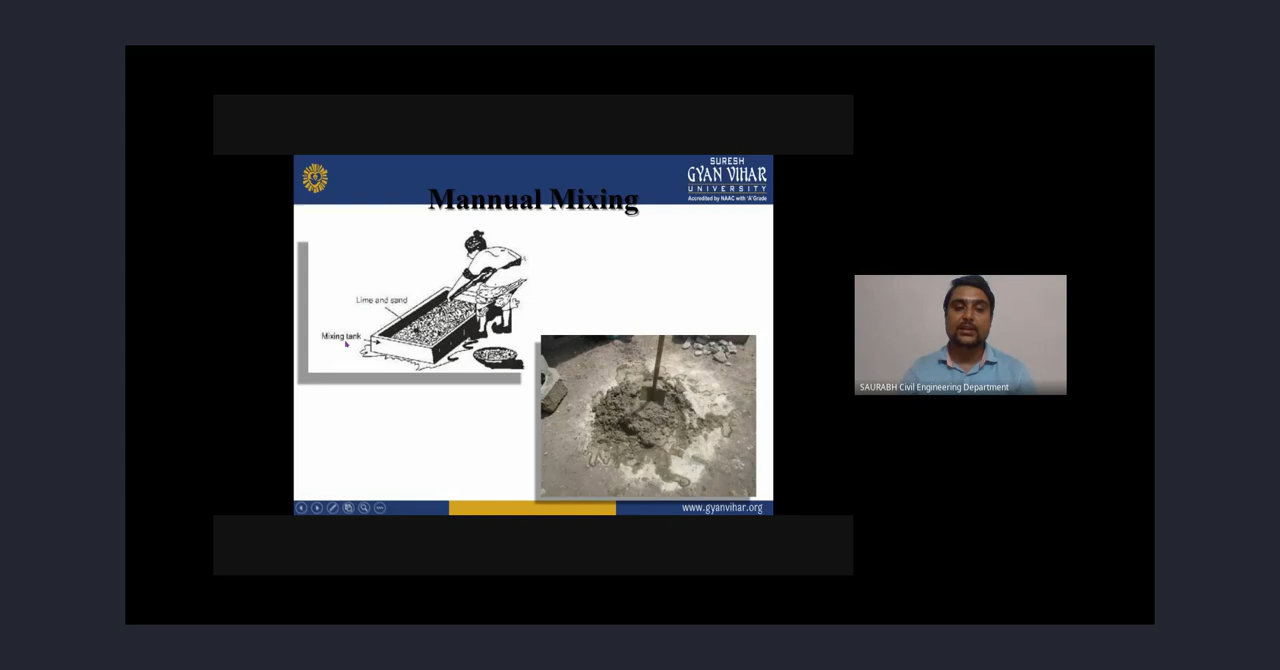 SURESH
GYAN VIHAR
UNIVERSITY
Accredited by NAAC with 'A' Grade
Mannual Mixing
Lime and sand
Mixing tank
SAURABH Civil Engineering Department
www.gyanvihar.org